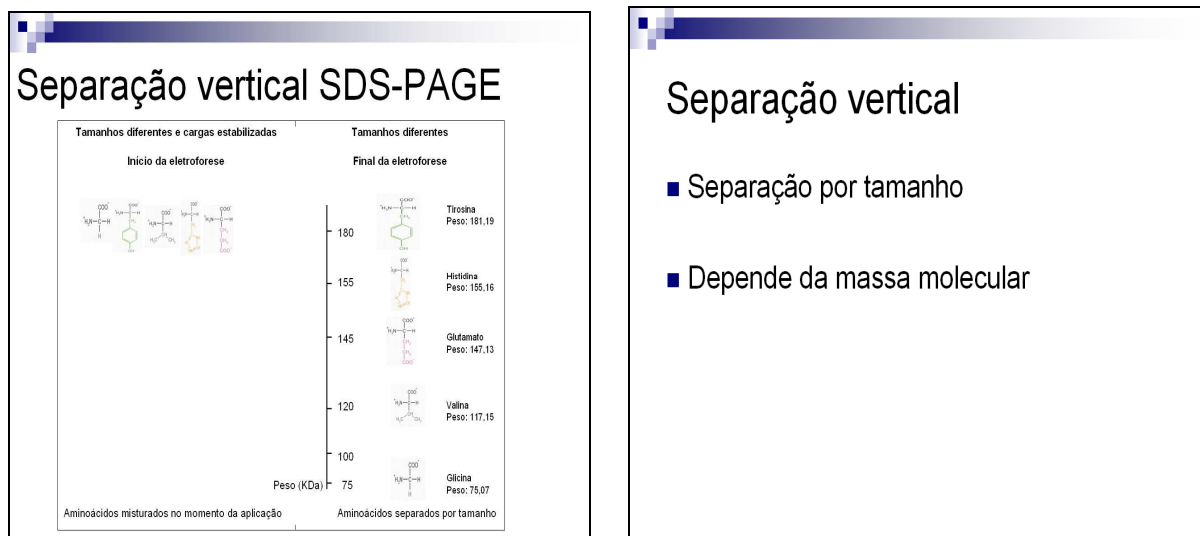 Separação vertical SDS-PAGE
Tamanhos diferentes e cargas estabilizadas
Tamanhos diferentes
Início da eletroforese
Final da eletroforese
180
155
145
120
100
Peso (KDa)
75
Tirosina
Peso: 181,19
Histidina
Peso: 155,16
Glutamato
Peso: 147,13
Valina
Peso: 117,15
Glicina
Peso: 75,07
Aminoácidos misturados no momento da aplicação
Aminoácidos separados por tamanho
Separação vertical
Separação por tamanho
Depende da massa molecular